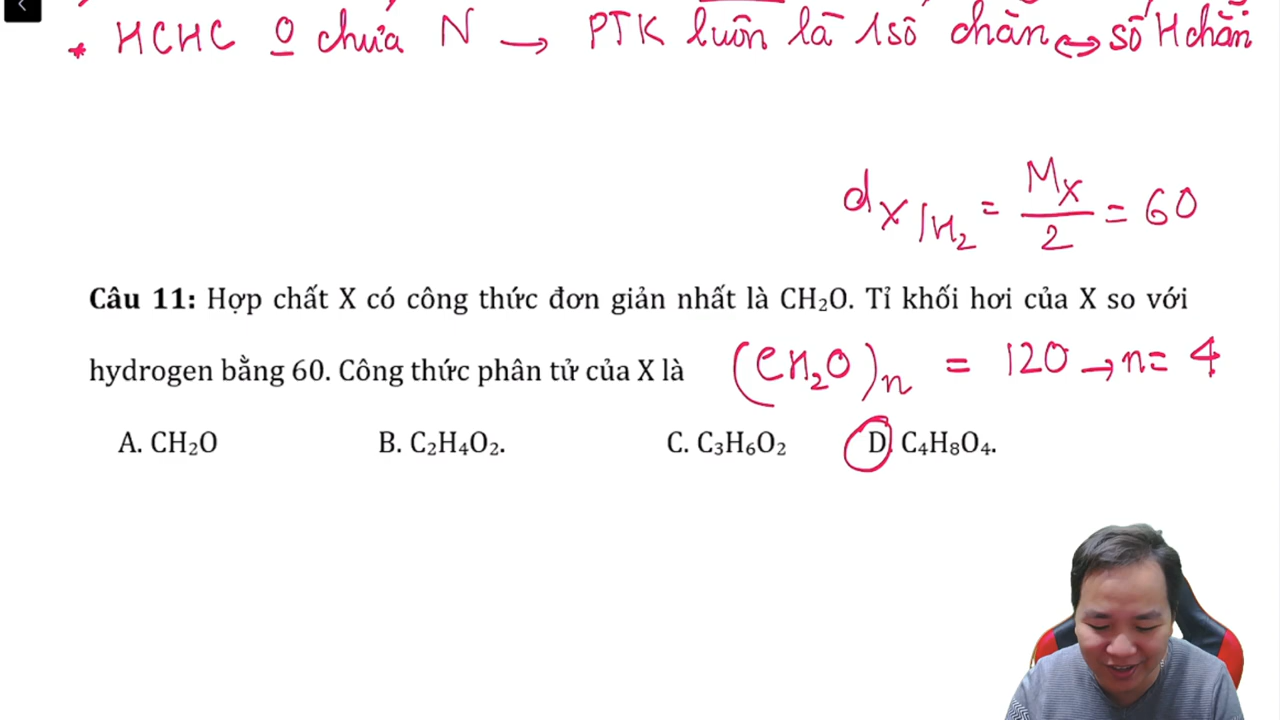 * HCHC O chưa N → PTK luôn là 1 số chẵn ↔ số H chẵn
dX/H₂ = MX/2 = 60
Câu 11: Hợp chất X có công thức đơn giản nhất là CH₂O. Tỉ khối hơi của X so với
hydrogen bằng 60. Công thức phân tử của X là
(CH₂O)n = 120 → n = 4
A. CH₂O B. C₂H₄O₂. C. C₃H₆O₂ D. C₄H₈O₄.